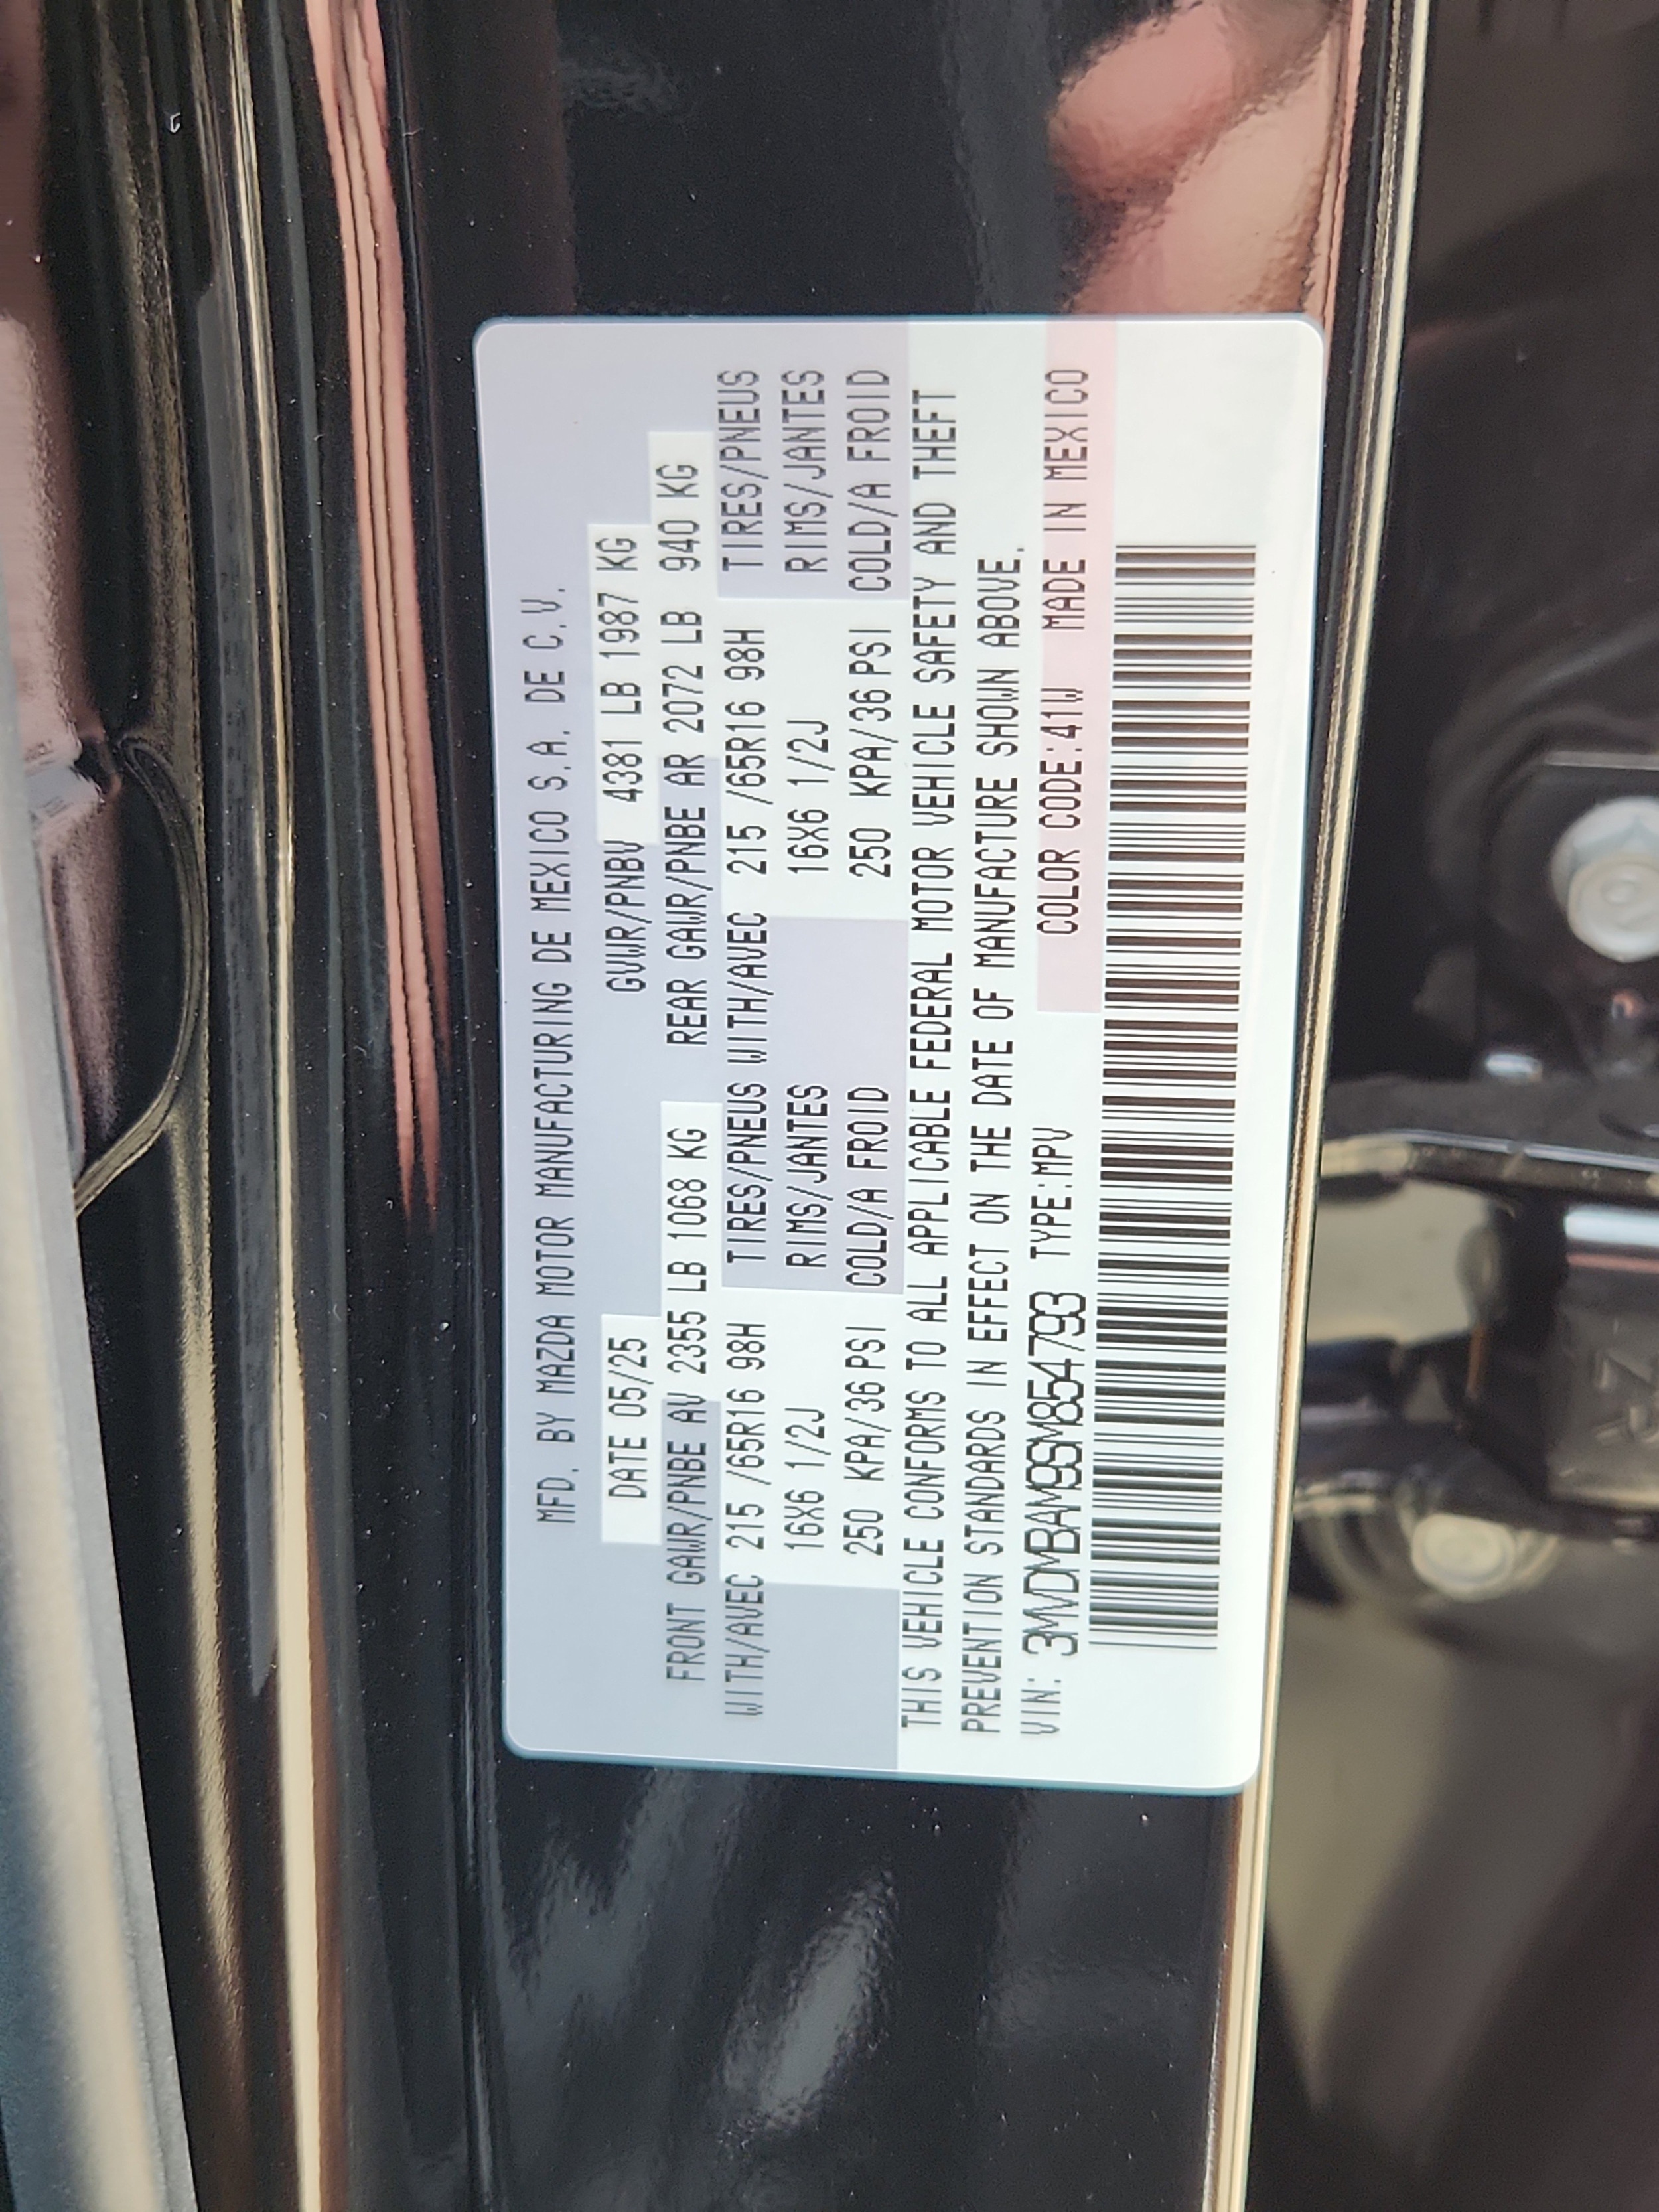 MFD. BY MAZDA MOTOR MANUFACTURING DE MEXICO S.A. DE C.V.
DATE 05/25 GVWR/PNBV 4381 LB 1987 KG
FRONT GAWR/PNBE AV 2355 LB 1068 KG REAR GAWR/PNBE AR 2072 LB 940 KG
WITH/AVEC 215 /65R16 98H TIRES/PNEUS WITH/AVEC 215 /65R16 98H TIRES/PNEUS
16X6 1/2J RIMS/JANTES 16X6 1/2J RIMS/JANTES
250 KPA/36 PSI COLD/A FROID 250 KPA/36 PSI COLD/A FROID
THIS VEHICLE CONFORMS TO ALL APPLICABLE FEDERAL MOTOR VEHICLE SAFETY AND THEFT
PREVENTION STANDARDS IN EFFECT ON THE DATE OF MANUFACTURE SHOWN ABOVE.
VIN: 3MVDMBAM9SM854793 TYPE:MPV COLOR CODE:41W MADE IN MEXICO